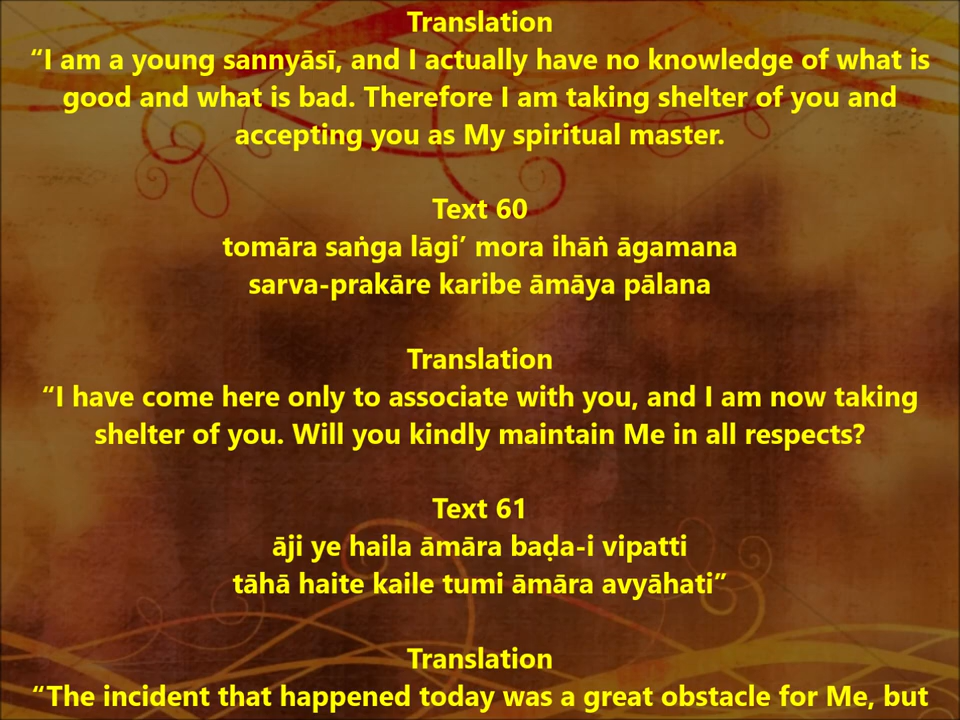 Translation
“I am a young sannyāsī, and I actually have no knowledge of what is
good and what is bad. Therefore I am taking shelter of you and
accepting you as My spiritual master.
Text 60
tomāra saṅga lāgi’ mora ihāṅ āgamana
sarva-prakāre karibe āmāya pālana
Translation
“I have come here only to associate with you, and I am now taking
shelter of you. Will you kindly maintain Me in all respects?
Text 61
āji ye haila āmāra baḍa-i vipatti
tāhā haite kaile tumi āmāra avyāhati”
Translation
“The incident that happened today was a great obstacle for Me, but